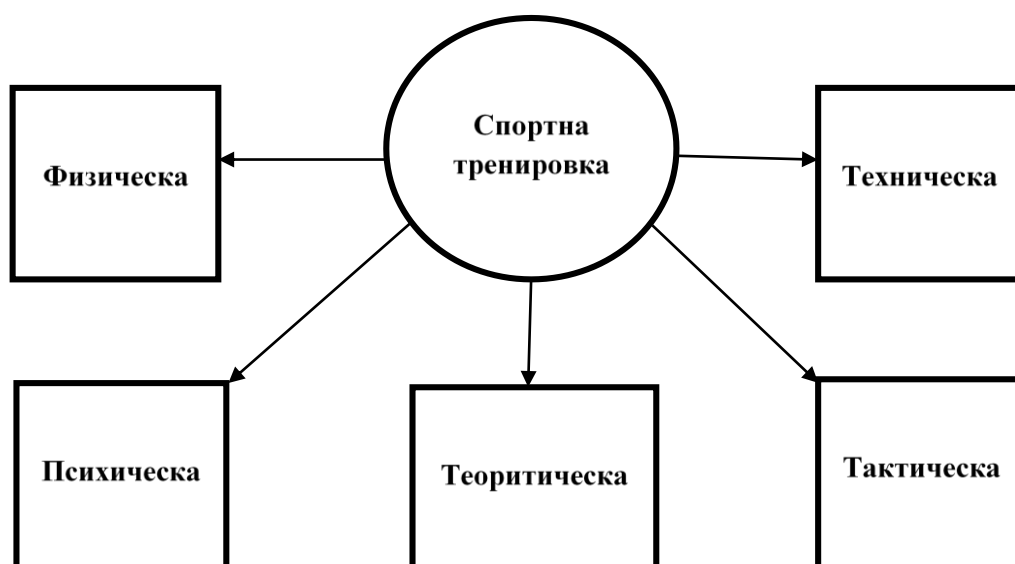 Спортна
тренировка
Физическа
Техническа
Психическа
Теоритическа
Тактическа